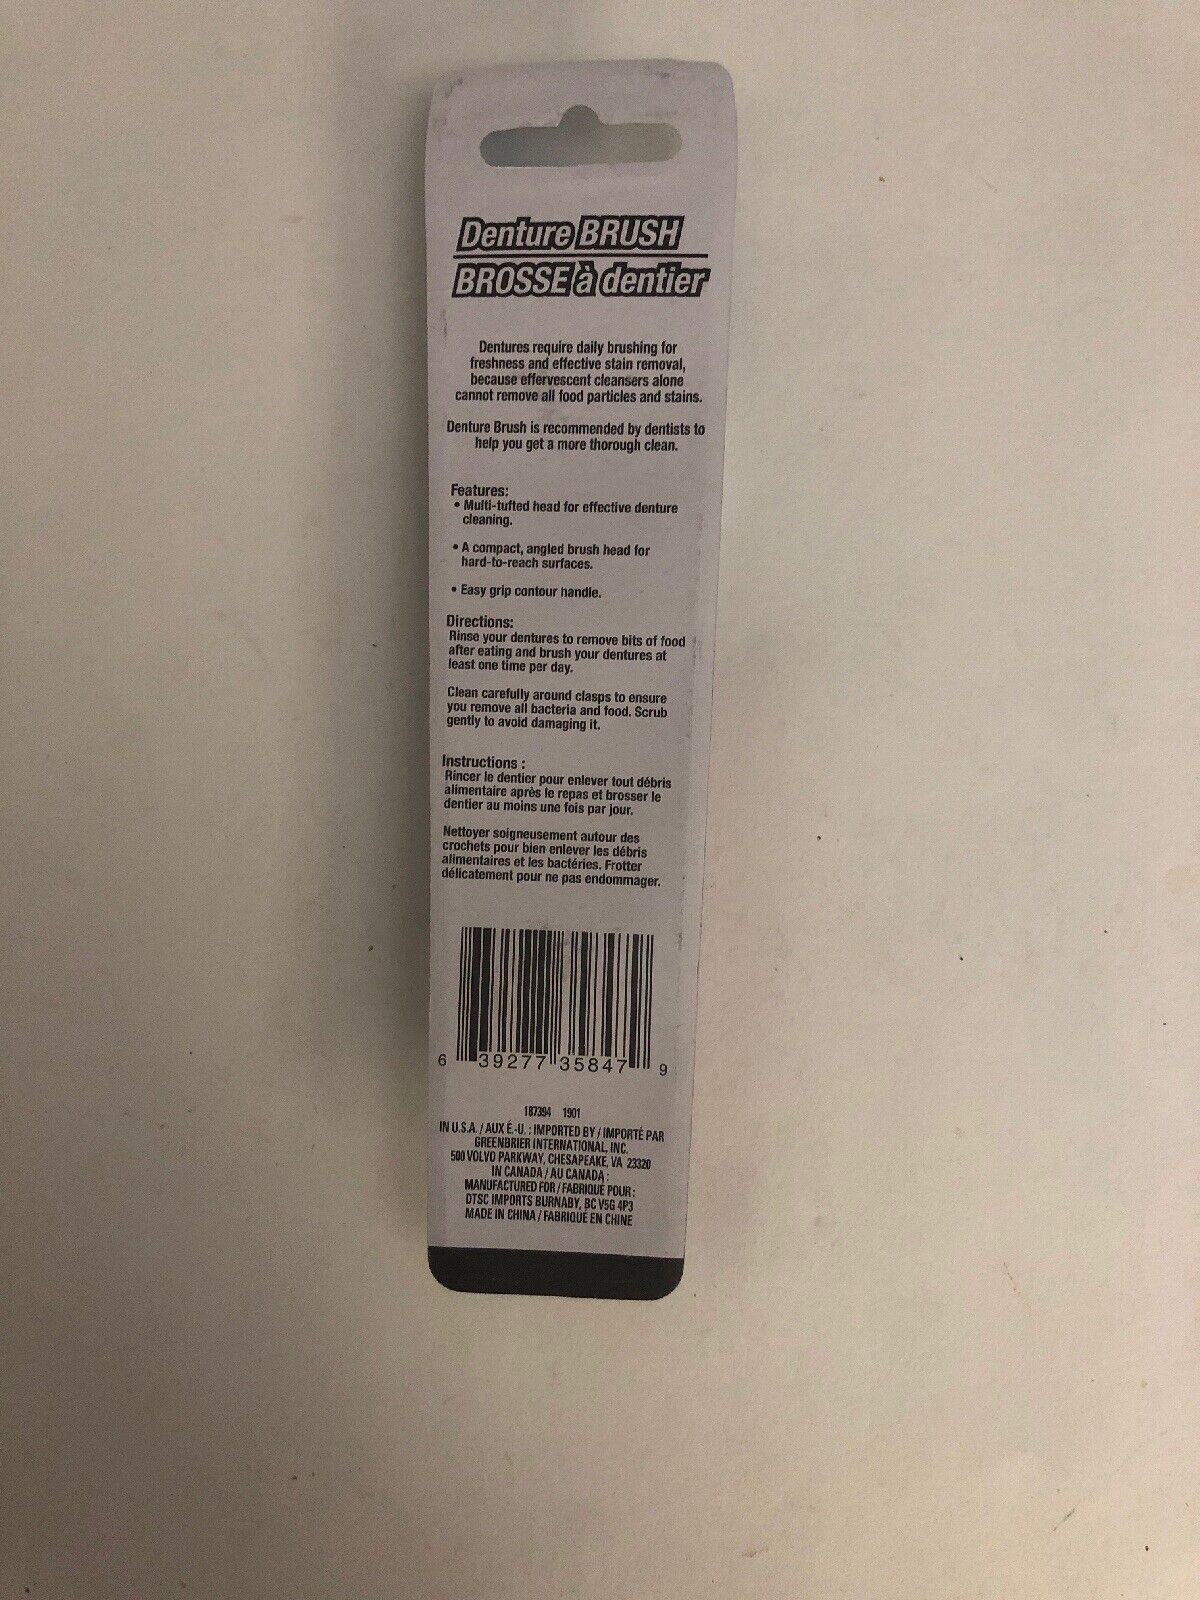 Denture BRUSH
BROSSE à dentier
Dentures require daily brushing for
freshness and effective stain removal,
because effervescent cleansers alone
cannot remove all food particles and stains.
Denture Brush is recommended by dentists to
help you get a more thorough clean.
Features:
• Multi-tufted head for effective denture
cleaning.
• A compact, angled brush head for
hard-to-reach surfaces.
• Easy grip contour handle.
Directions:
Rinse your dentures to remove bits of food
after eating and brush your dentures at
least one time per day.
Clean carefully around clasps to ensure
you remove all bacteria and food. Scrub
gently to avoid damaging it.
Instructions :
Rincer le dentier pour enlever tout débris
alimentaire après le repas et brosser le
dentier au moins une fois par jour.
Nettoyer soigneusement autour des
crochets pour bien enlever les débris
alimentaires et les bactéries. Frotter
délicatement pour ne pas endommager.
6 39277 35847 9
187394 1901
IN U.S.A. / AUX É.-U. : IMPORTED BY / IMPORTÉ PAR
GREENBRIER INTERNATIONAL, INC.
500 VOLVO PARKWAY, CHESAPEAKE, VA 23320
IN CANADA / AU CANADA :
MANUFACTURED FOR / FABRIQUÉ POUR :
DTSC IMPORTS BURNABY, BC V5G 4P3
MADE IN CHINA / FABRIQUÉ EN CHINE